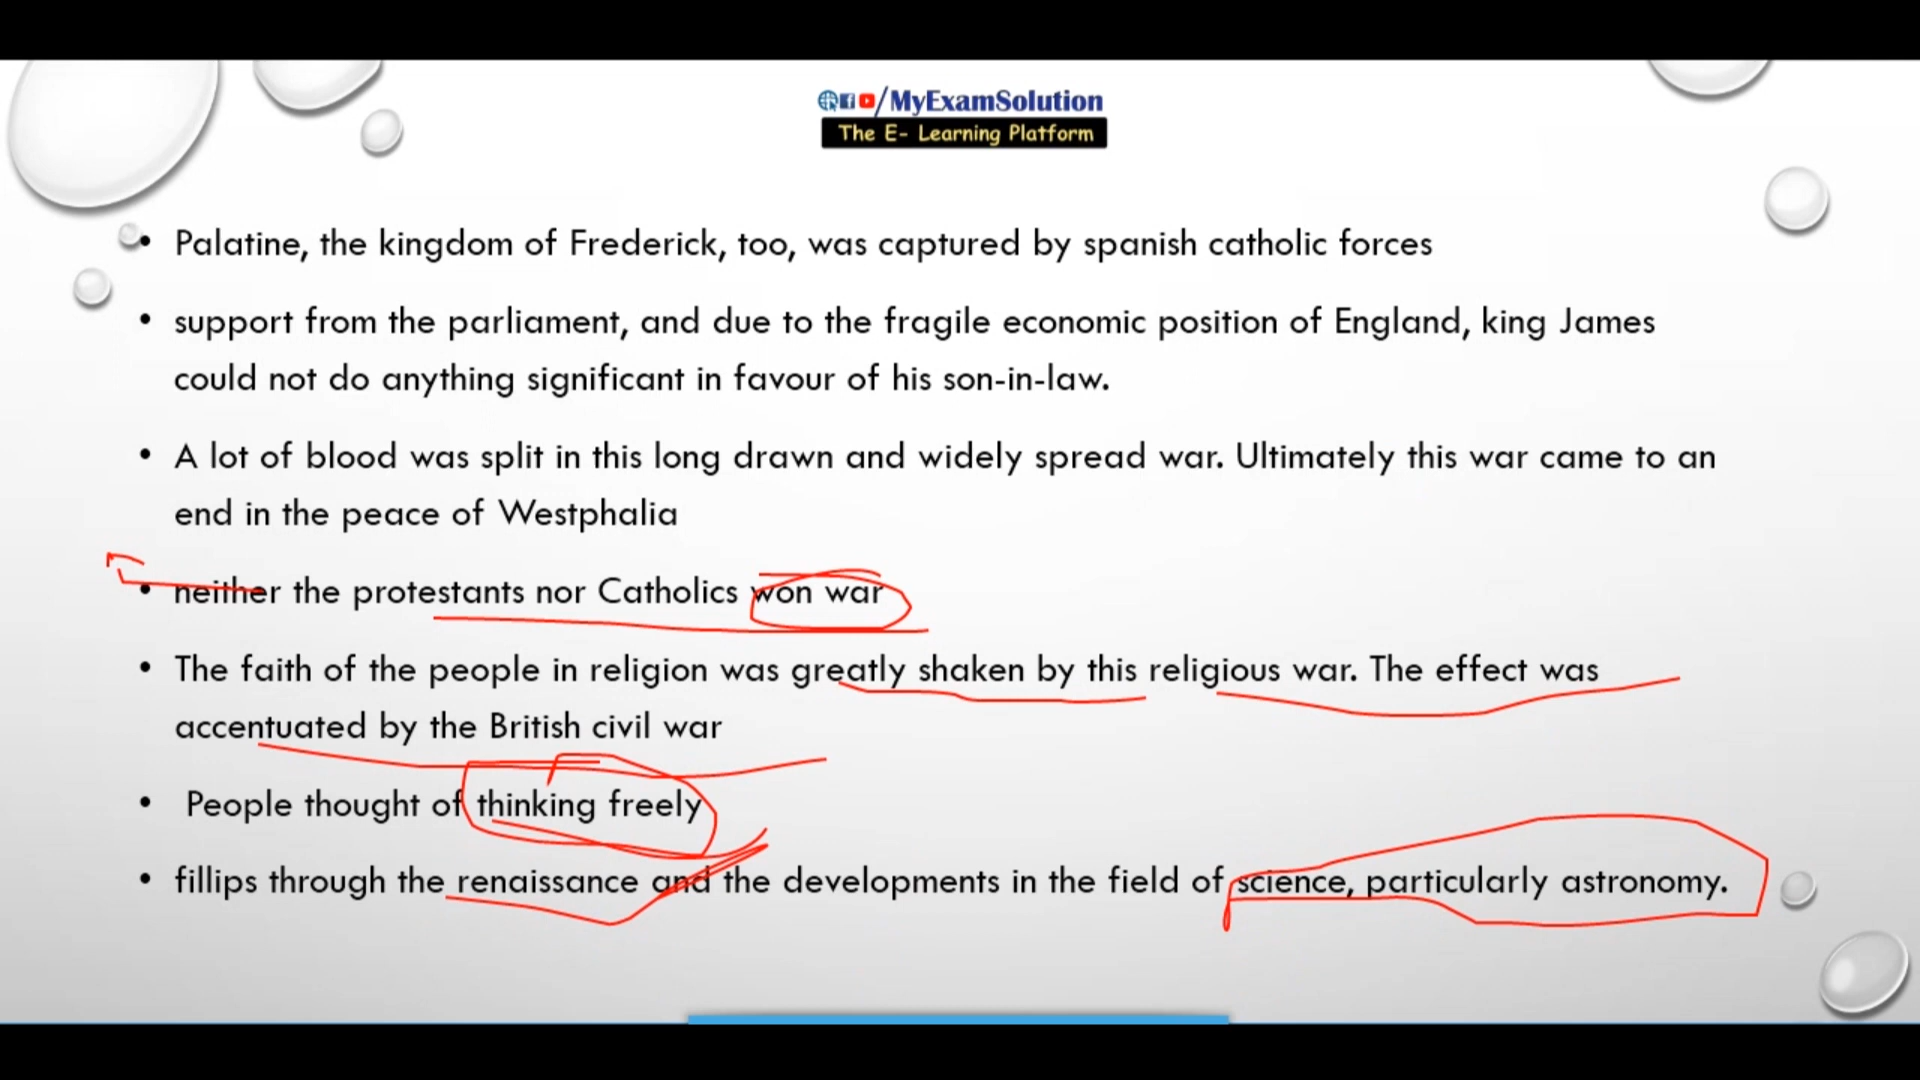 /MyExamSolution
The E- Learning Platform
• Palatine, the kingdom of Frederick, too, was captured by spanish catholic forces
• support from the parliament, and due to the fragile economic position of England, king James
could not do anything significant in favour of his son-in-law.
• A lot of blood was split in this long drawn and widely spread war. Ultimately this war came to an
end in the peace of Westphalia
• neither the protestants nor Catholics won war
• The faith of the people in religion was greatly shaken by this religious war. The effect was
accentuated by the British civil war
• People thought of thinking freely
• fillips through the renaissance and the developments in the field of science, particularly astronomy.